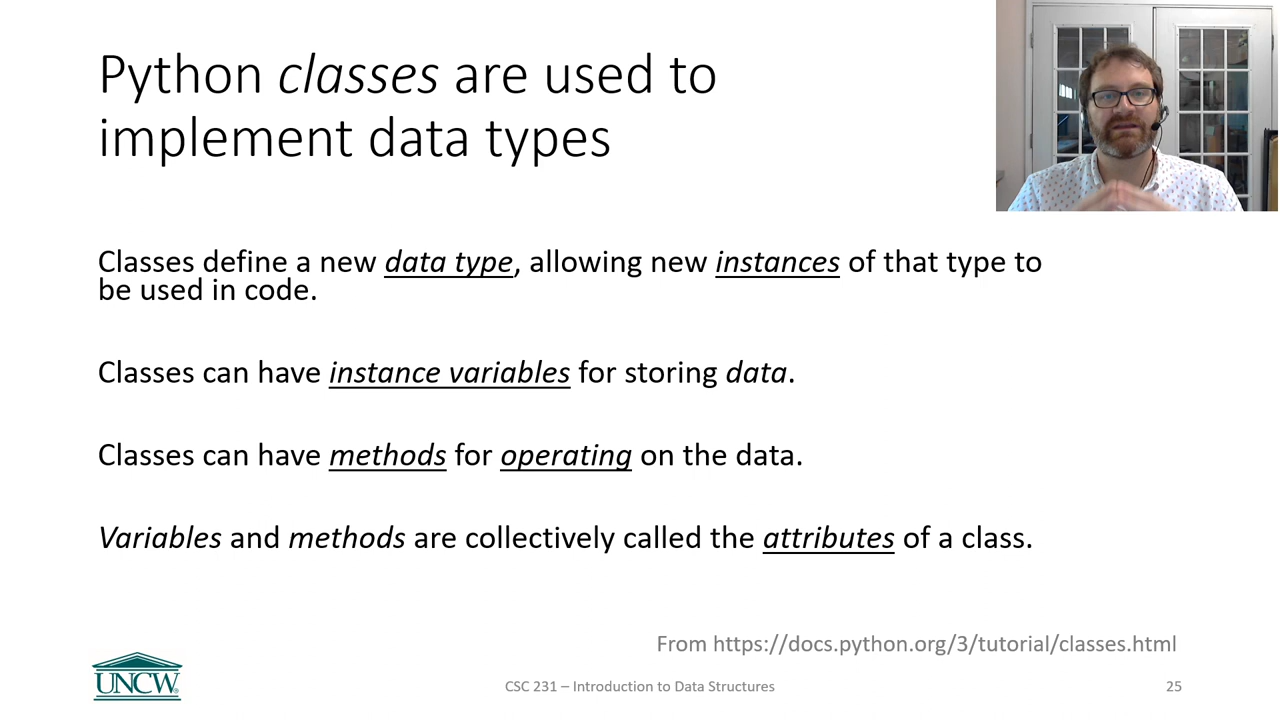 Python classes are used to
implement data types
Classes define a new data type, allowing new instances of that type to
be used in code.
Classes can have instance variables for storing data.
Classes can have methods for operating on the data.
Variables and methods are collectively called the attributes of a class.
From https://docs.python.org/3/tutorial/classes.html
UNCW
CSC 231 – Introduction to Data Structures
25